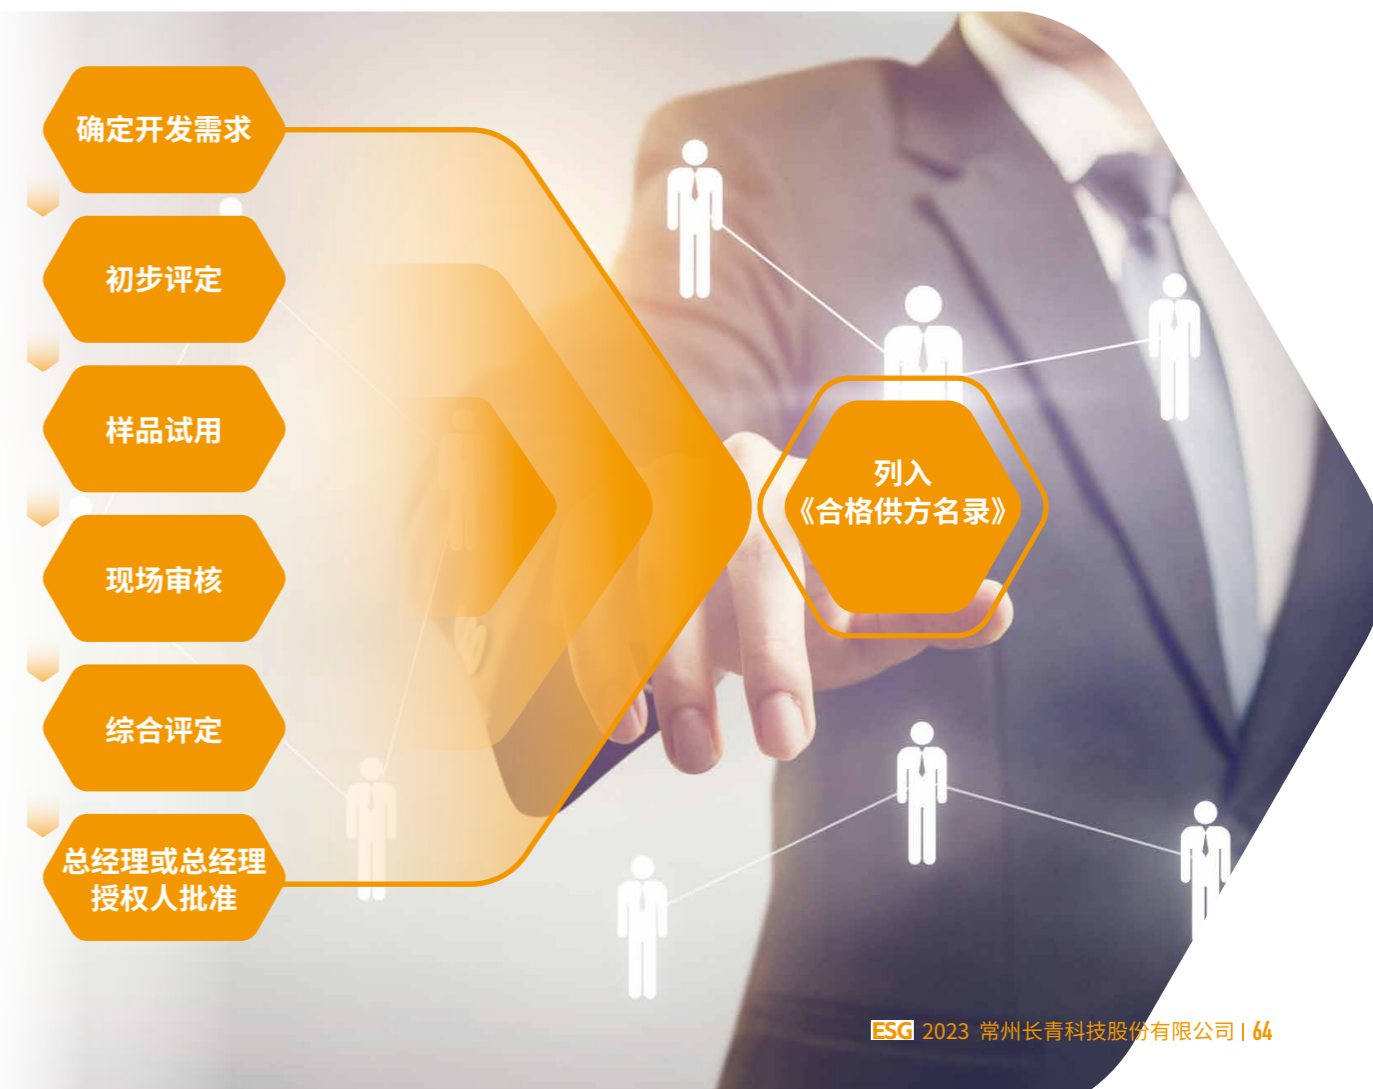 确定开发需求
初步评定
样品试用
现场审核
综合评定
总经理或总经理
授权人批准
列入
《合格供方名录》
ESG 2023 常州长青科技股份有限公司 | 64